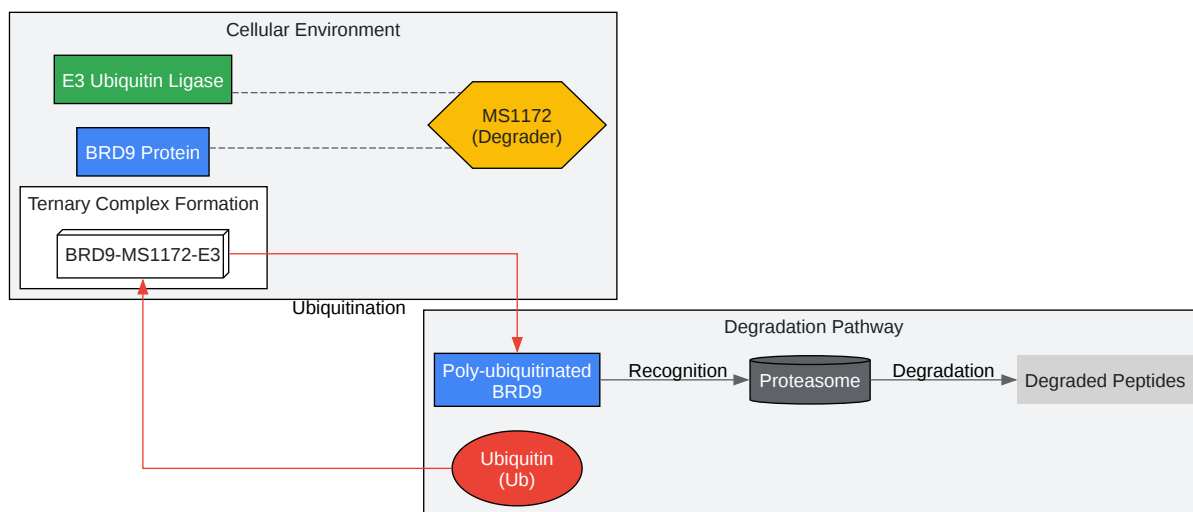 Cellular Environment
E3 Ubiquitin Ligase
MS1172
(Degrader)
BRD9 Protein
Ternary Complex Formation
BRD9-MS1172-E3
Ubiquitination
Degradation Pathway
Poly-ubiquitinated
BRD9
Recognition
Proteasome
Degradation
Degraded Peptides
Ubiquitin
(Ub)